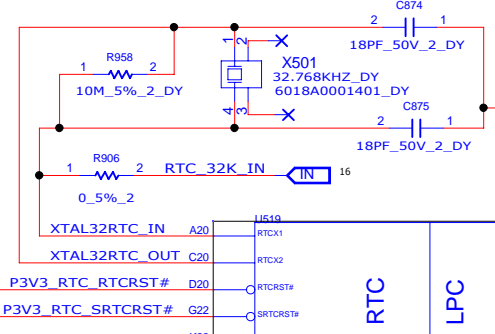 C874
2 1
18PF_50V_2_DY
R958
1 2
10M_5%_2_DY
1 2
X501
32.768KHZ_DY
6018A0001401_DY
4 3
C875
2 1
18PF_50V_2_DY
R906
1 2 RTC_32K_IN IN 16
0_5%_2
U519
XTAL32RTC_IN A20 RTCX1
XTAL32RTC_OUT C20 RTCX2
P3V3_RTC_RTCRST# D20 RTCRST#
P3V3_RTC_SRTCRST# G22 SRTCRST#
RTC
LPC